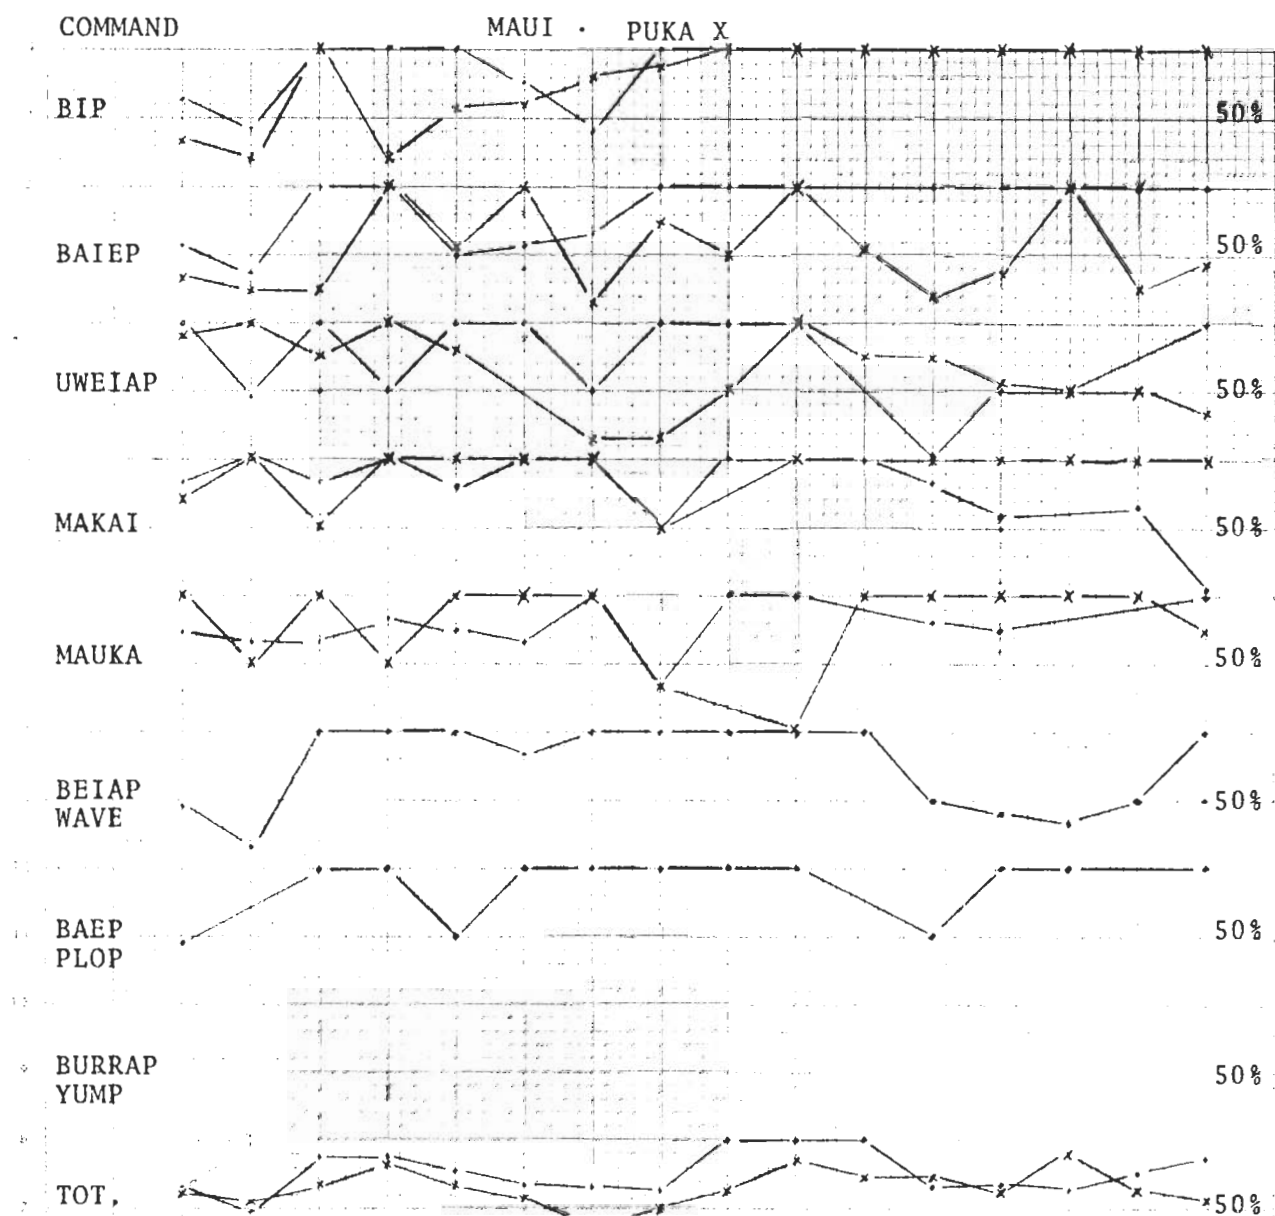 COMMAND MAUI · PUKA X
BIP 50%
BAIEP 50%
UWEIAP 50%
MAKAI 50%
MAUKA 50%
BEIAP 50%
WAVE
BAEP 50%
PLOP
BURRAP 50%
YUMP
TOT, 50%